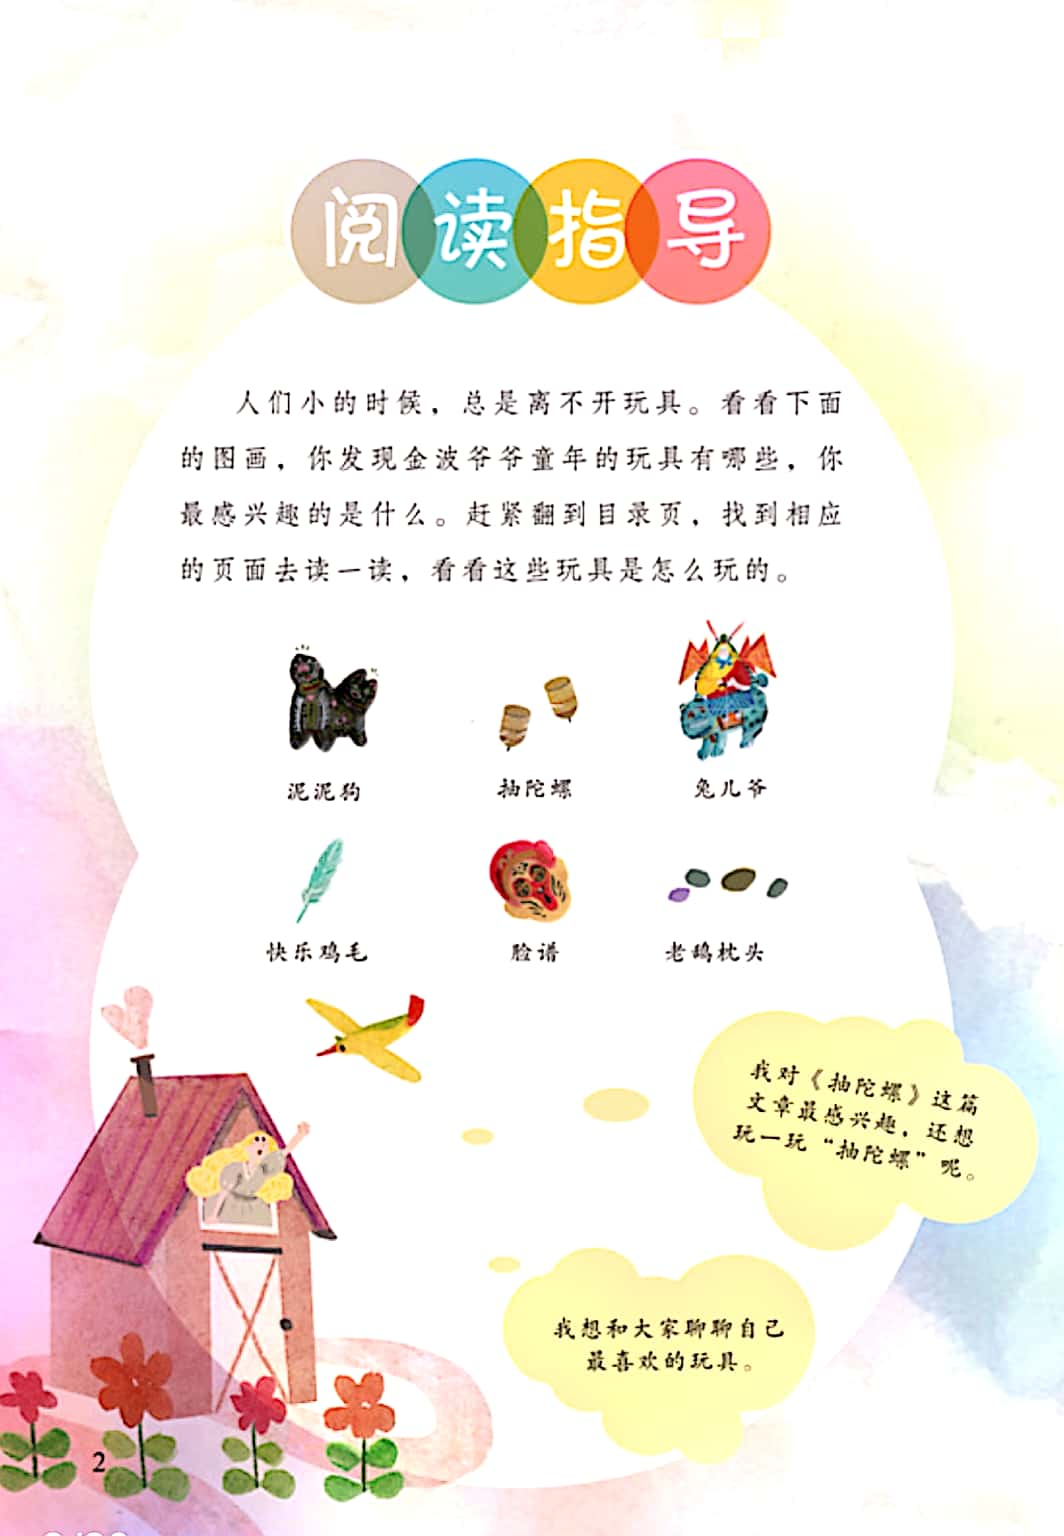 阅读指导
人们小的时候，总是离不开玩具。看看下面
的图画，你发现金波爷爷童年的玩具有哪些，你
最感兴趣的是什么。赶紧翻到目录页，找到相应
的页面去读一读，看看这些玩具是怎么玩的。
泥泥狗 抽陀螺 兔儿爷
快乐鸡毛 脸谱 老鸹枕头
我对《抽陀螺》这篇
文章最感兴趣，还想
玩一玩“抽陀螺”呢。
我想和大家聊聊自己
最喜欢的玩具。
2